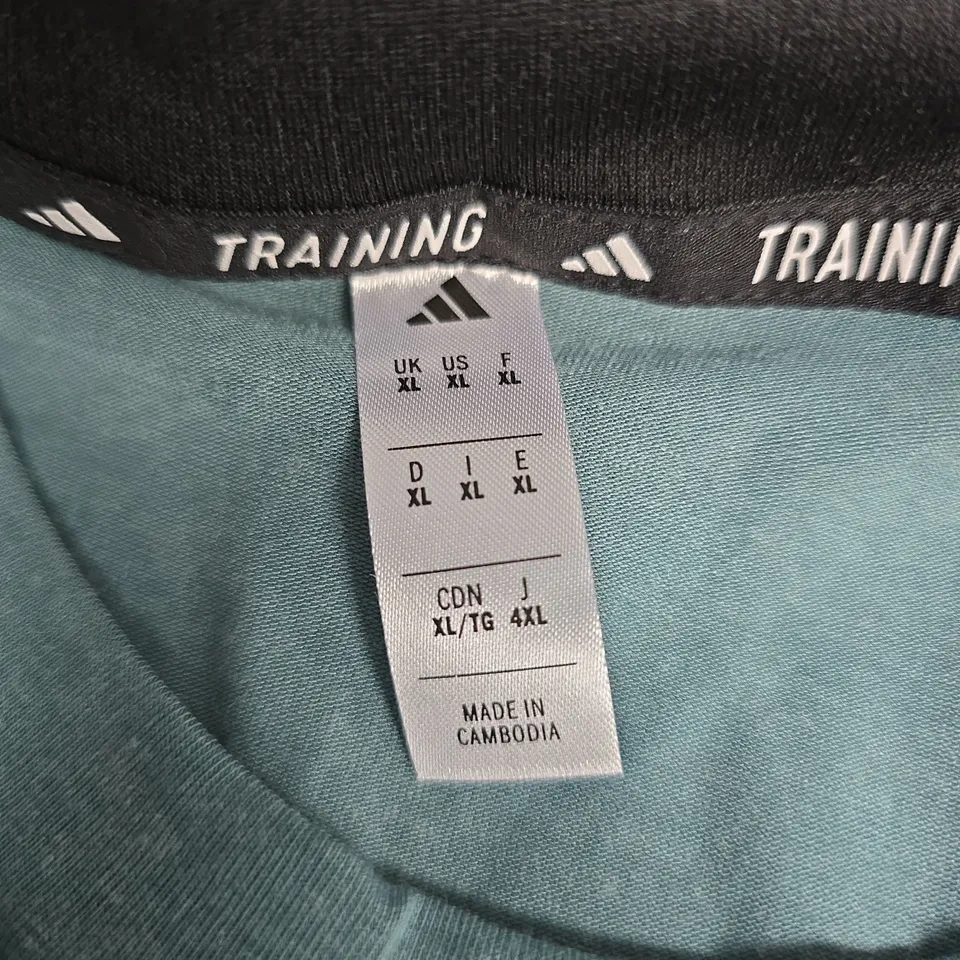 TRAINING TRAINI
UK US F
XL XL XL
D I E
XL XL XL
CDN J
XL/TG 4XL
MADE IN
CAMBODIA